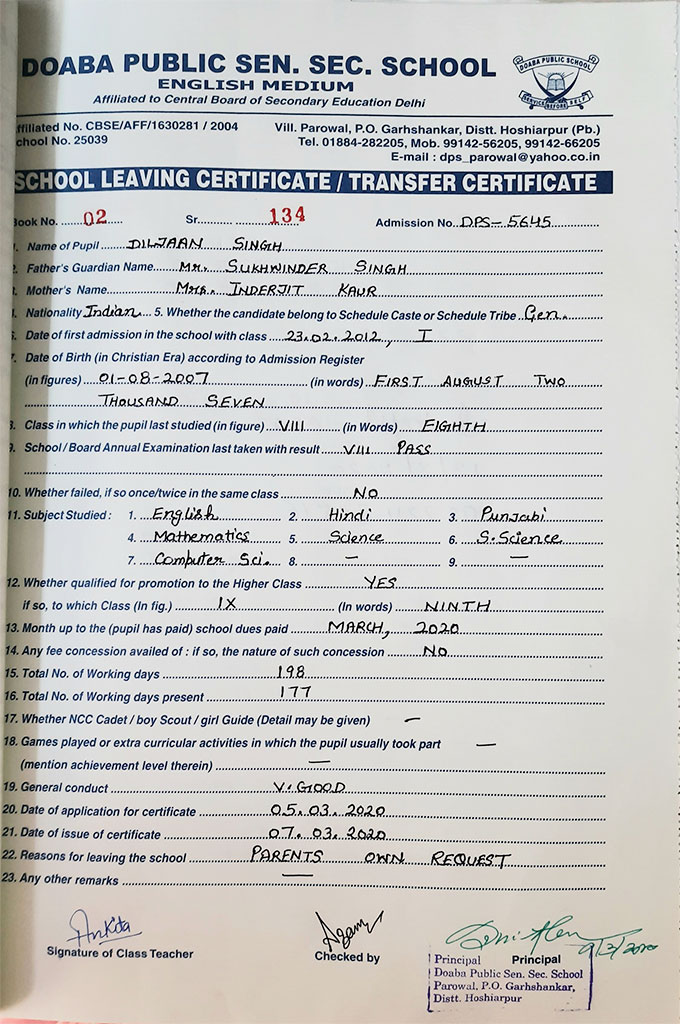 DOABA PUBLIC SEN. SEC. SCHOOL
ENGLISH MEDIUM
Affiliated to Central Board of Secondary Education Delhi
DOABA PUBLIC SCHOOL
SERVICE BEFORE SELF
ffiliated No. CBSE/AFF/1630281 / 2004
chool No. 25039
Vill. Parowal, P.O. Garhshankar, Distt. Hoshiarpur (Pb.)
Tel. 01884-282205, Mob. 99142-56205, 99142-66205
E-mail : dps_parowal@yahoo.co.in
SCHOOL LEAVING CERTIFICATE / TRANSFER CERTIFICATE
Book No. 02 Sr. 134 Admission No. DPS-5645
1. Name of Pupil DILJAAN SINGH
2. Father's Guardian Name Mr. SUKHWINDER SINGH
3. Mother's Name Mrs. INDERJIT KAUR
4. Nationality Indian 5. Whether the candidate belong to Schedule Caste or Schedule Tribe Gen.
6. Date of first admission in the school with class 23.02.2012, I
7. Date of Birth (in Christian Era) according to Admission Register
(in figures) 01-08-2007 (in words) FIRST AUGUST TWO
THOUSAND SEVEN
8. Class in which the pupil last studied (in figure) VIII (in Words) EIGHTH
9. School / Board Annual Examination last taken with result VIII PASS
10. Whether failed, if so once/twice in the same class NO
11. Subject Studied : 1. English 2. Hindi 3. Punjabi
4. Mathematics 5. Science 6. S.Science
7. Computer Sci. 8. — 9. —
12. Whether qualified for promotion to the Higher Class YES
if so, to which Class (In fig.) IX (In words) NINTH
13. Month up to the (pupil has paid) school dues paid MARCH, 2020
14. Any fee concession availed of : if so, the nature of such concession NO
15. Total No. of Working days 198
16. Total No. of Working days present 177
17. Whether NCC Cadet / boy Scout / girl Guide (Detail may be given) —
18. Games played or extra curricular activities in which the pupil usually took part —
(mention achievement level therein) —
19. General conduct V. GOOD
20. Date of application for certificate 05.03.2020
21. Date of issue of certificate 07.03.2020
22. Reasons for leaving the school PARENTS OWN REQUEST
23. Any other remarks —
Ankita
Signature of Class Teacher
Checked by
9/3/2020
Principal Principal
Doaba Public Sen. Sec. School
Parowal, P.O. Garhshankar,
Distt. Hoshiarpur